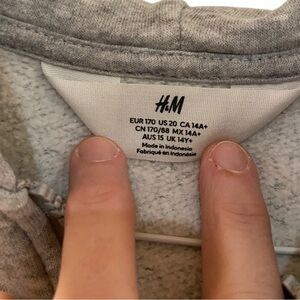 H&M
EUR 170 US 20 CA 14A+
CN 170/88 MX 14A+
AUS 15 UK 14Y+
Made in Indonesia
Fabriqué en Indonésie